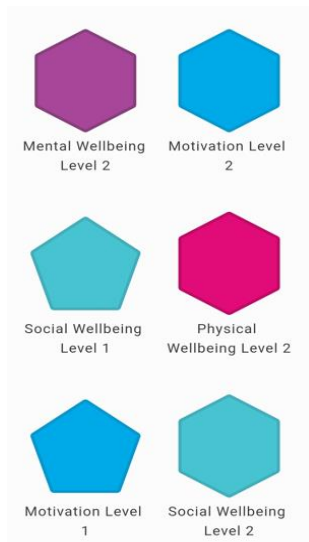 Mental Wellbeing
Level 2
Motivation Level
2
Social Wellbeing
Level 1
Physical
Wellbeing Level 2
Motivation Level
1
Social Wellbeing
Level 2